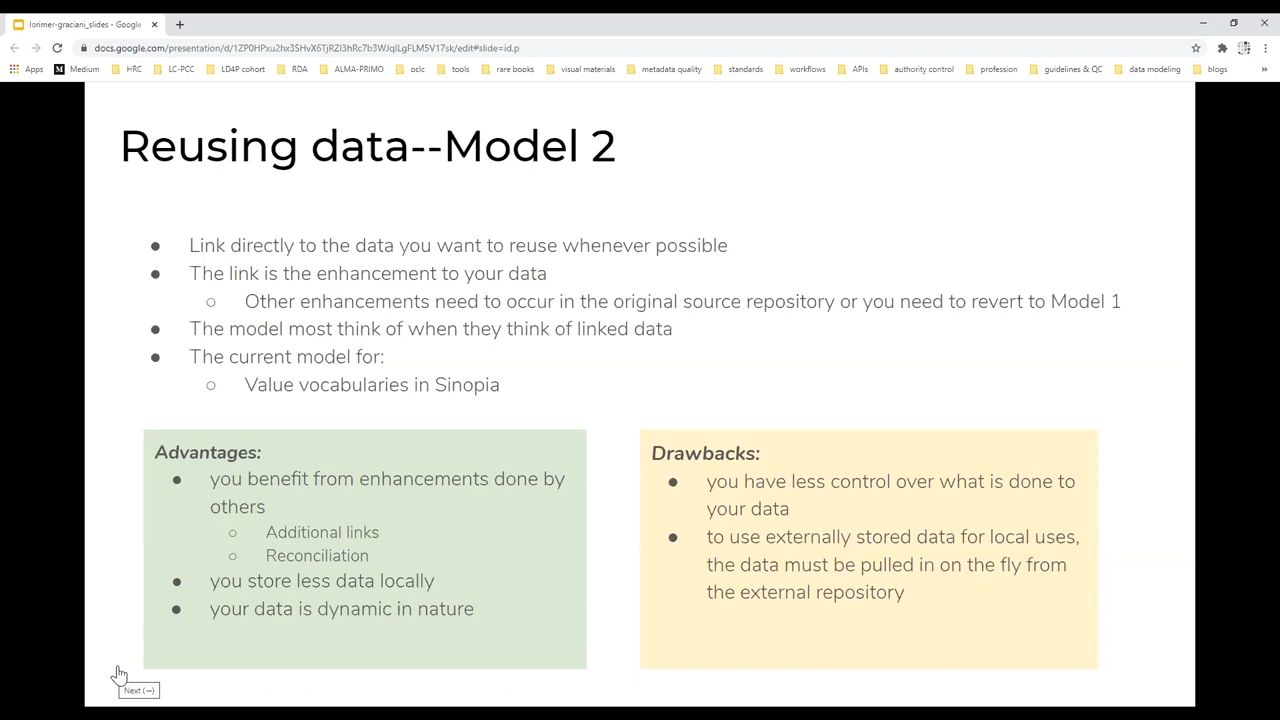 lorimer-graciani_slides - Google
docs.google.com/presentation/d/1ZP0HPxu2hx3SHvX6TjRZI3hRc7b3WJqILgFLM5V17sk/edit#slide=id.p
Apps Medium HRC LC-PCC LD4P cohort RDA ALMA-PRIMO oclc tools rare books visual materials metadata quality standards workflows APIs authority control profession guidelines & QC data modeling blogs
Reusing data--Model 2
● Link directly to the data you want to reuse whenever possible
● The link is the enhancement to your data
○ Other enhancements need to occur in the original source repository or you need to revert to Model 1
● The model most think of when they think of linked data
● The current model for:
○ Value vocabularies in Sinopia
Advantages:
● you benefit from enhancements done by
others
○ Additional links
○ Reconciliation
● you store less data locally
● your data is dynamic in nature
Drawbacks:
● you have less control over what is done to
your data
● to use externally stored data for local uses,
the data must be pulled in on the fly from
the external repository
Next (→)